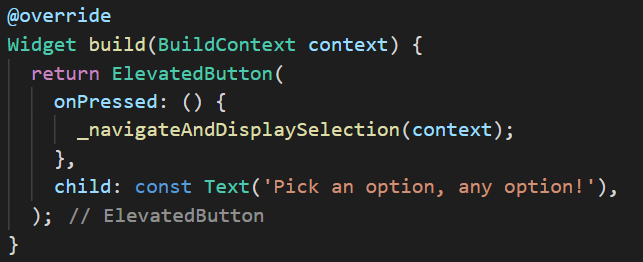 @override
Widget build(BuildContext context) {
  return ElevatedButton(
    onPressed: () {
      _navigateAndDisplaySelection(context);
    },
    child: const Text('Pick an option, any option!'),
  ); // ElevatedButton
}